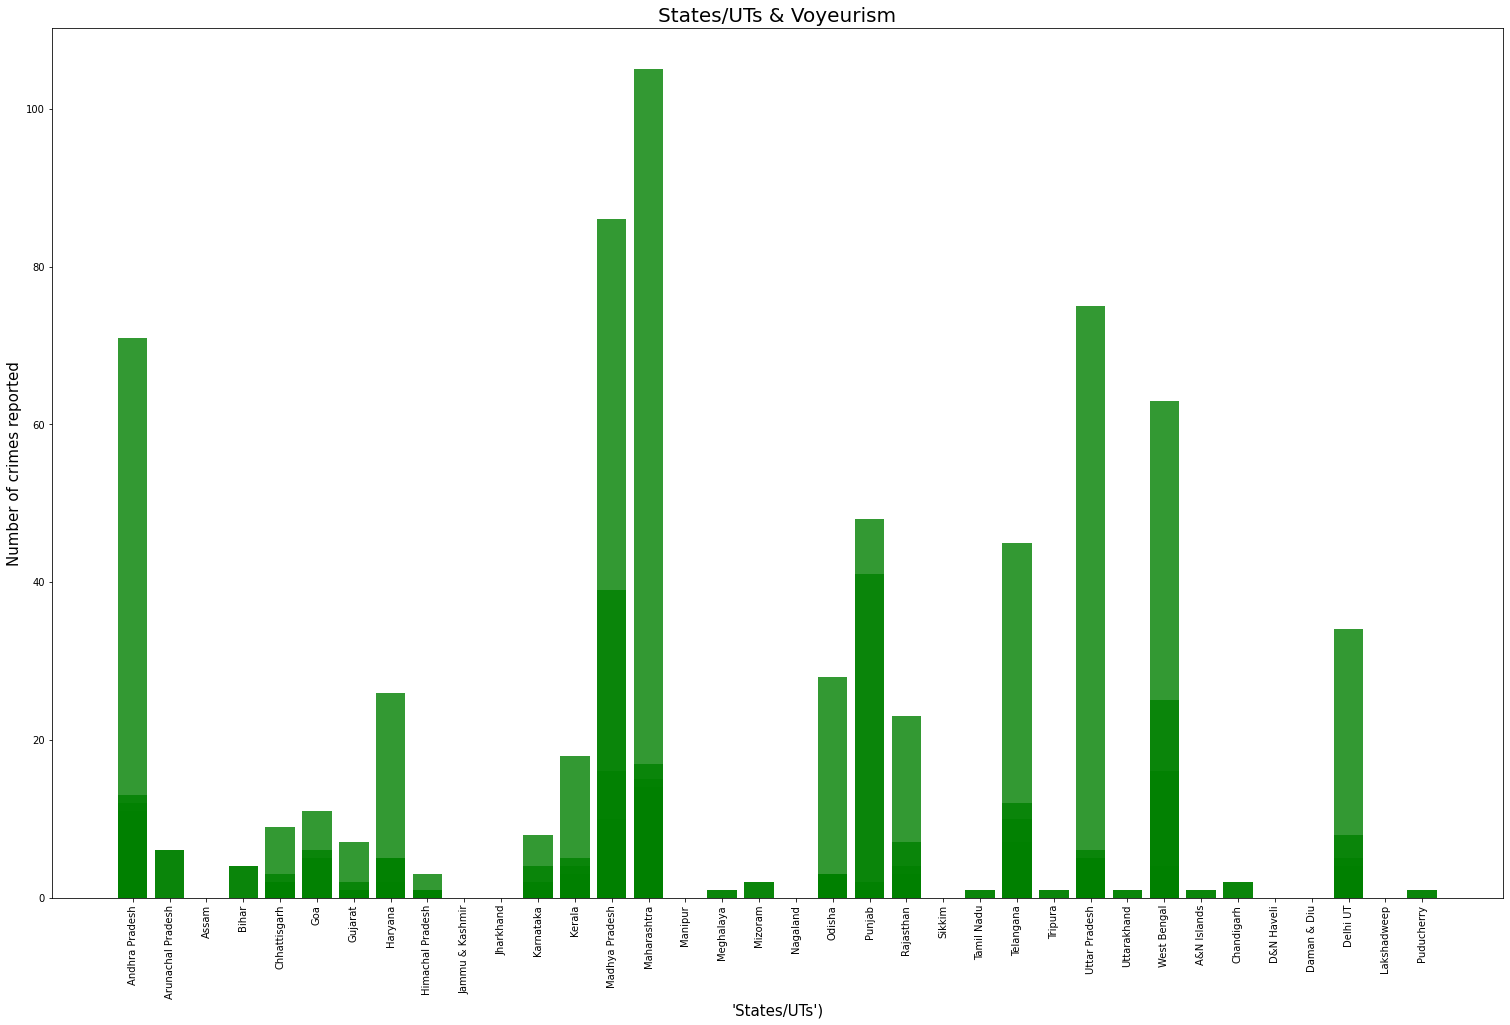 States/UTs & Voyeurism
Number of crimes reported
100
80
60
40
20
0
Andhra Pradesh
Arunachal Pradesh
Assam
Bihar
Chhattisgarh
Goa
Gujarat
Haryana
Himachal Pradesh
Jammu & Kashmir
Jharkhand
Karnataka
Kerala
Madhya Pradesh
Maharashtra
Manipur
Meghalaya
Mizoram
Nagaland
Odisha
Punjab
Rajasthan
Sikkim
Tamil Nadu
Telangana
Tripura
Uttar Pradesh
Uttarakhand
West Bengal
A&N Islands
Chandigarh
D&N Haveli
Daman & Diu
Delhi UT
Lakshadweep
Puducherry
'States/UTs')